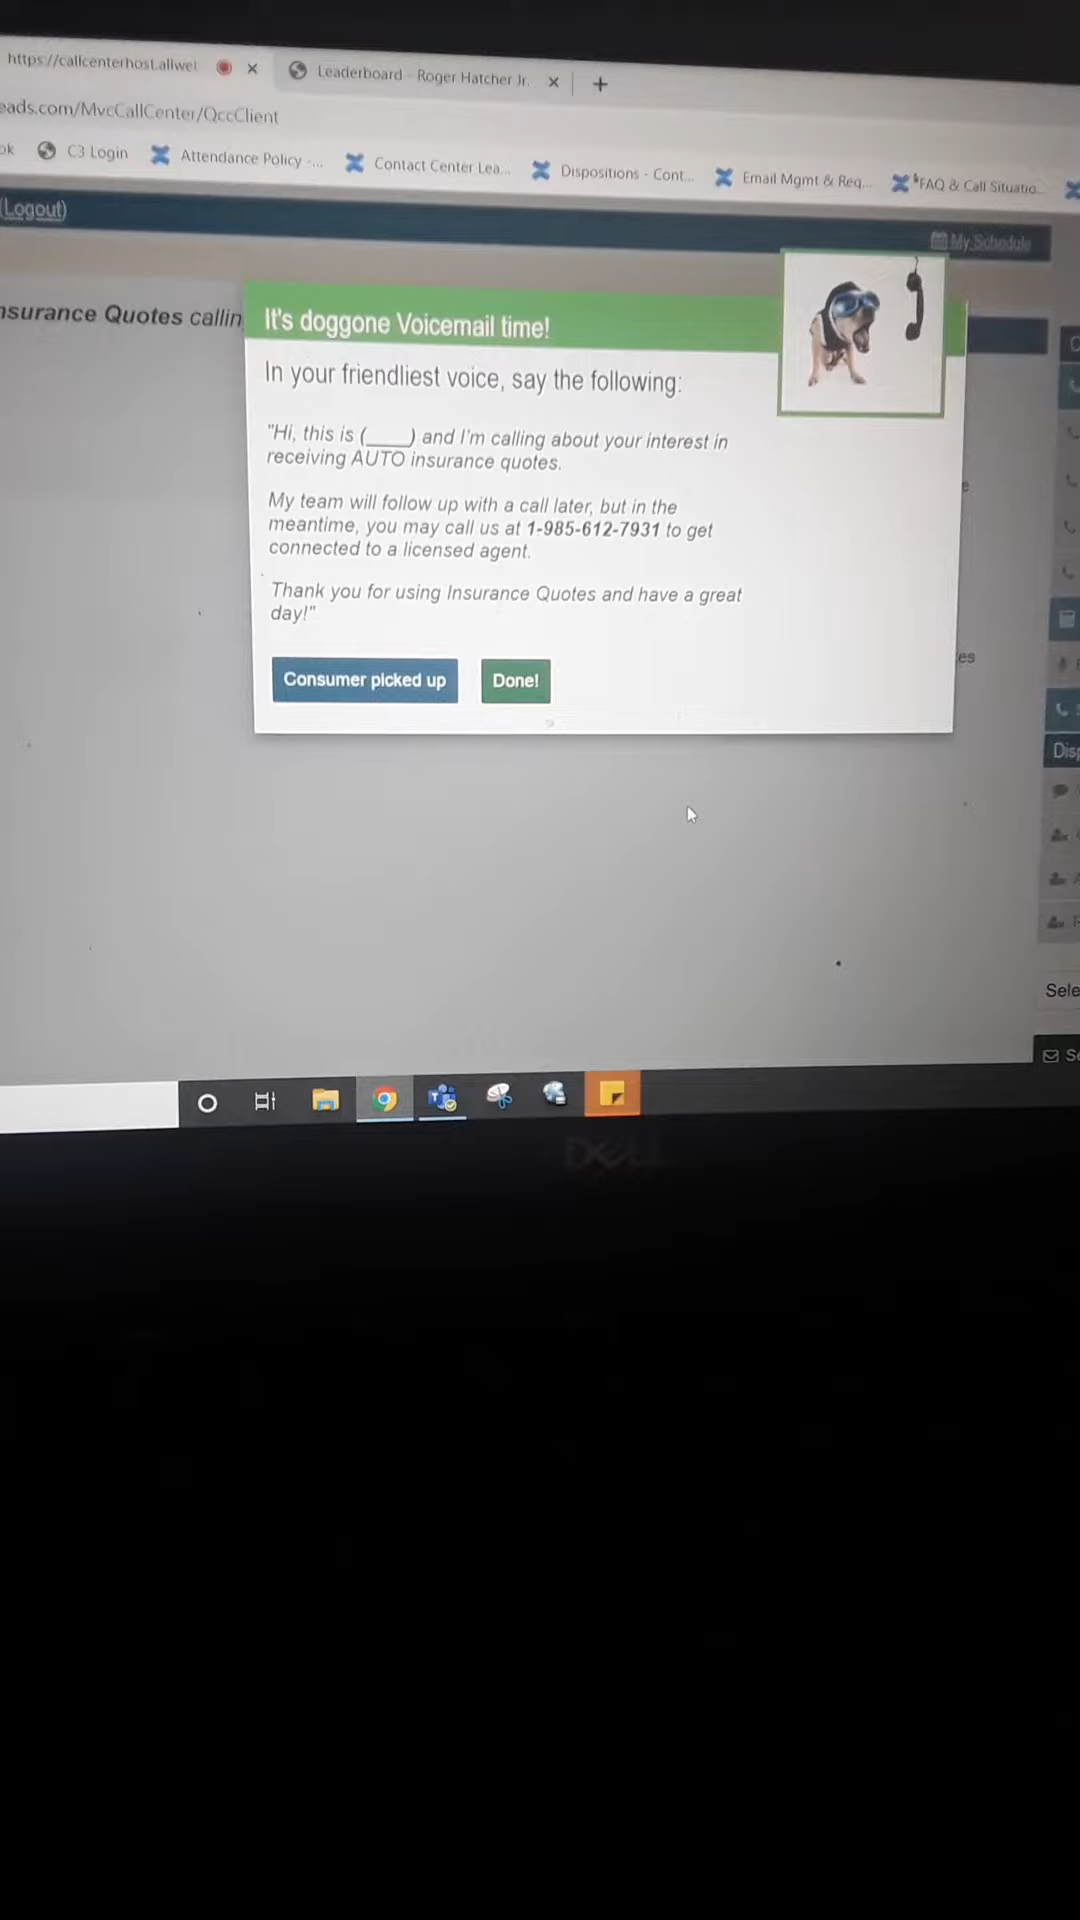 https://callcenterhost.allwel
Leaderboard - Roger Hatcher Jr.
eads.com/MvcCallCenter/QccClient
ok C3 Login Attendance Policy -... Contact Center Lea... Dispositions - Cont... Email Mgmt & Req... FAQ & Call Situatio...
(Logout)
My Schedule
nsurance Quotes callin
It's doggone Voicemail time!
In your friendliest voice, say the following:
"Hi, this is (____) and I'm calling about your interest in
receiving AUTO insurance quotes.
My team will follow up with a call later, but in the
meantime, you may call us at 1-985-612-7931 to get
connected to a licensed agent.
Thank you for using Insurance Quotes and have a great
day!"
Consumer picked up Done!
e
es
Disp
Sele
Se
DELL